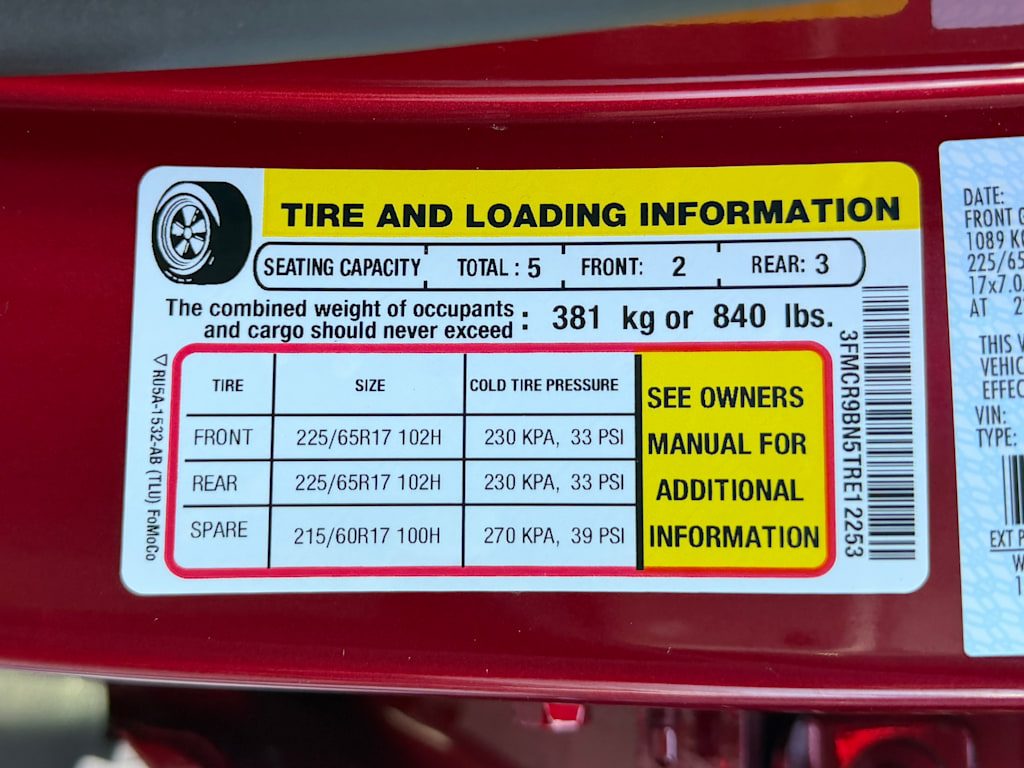 TIRE AND LOADING INFORMATION
SEATING CAPACITY TOTAL : 5 FRONT: 2 REAR: 3
The combined weight of occupants
and cargo should never exceed : 381 kg or 840 lbs.
TIRE SIZE COLD TIRE PRESSURE
FRONT 225/65R17 102H 230 KPA, 33 PSI
REAR 225/65R17 102H 230 KPA, 33 PSI
SPARE 215/60R17 100H 270 KPA, 39 PSI
SEE OWNERS
MANUAL FOR
ADDITIONAL
INFORMATION
▽ RU5A-1532-AB (TLU) FoMoCo
3FMCR9BN5TRE12253
DATE:
FRONT
1089
225/65
17x7.0
AT
THIS
EFFEC
VIN:
TYPE:
EXT